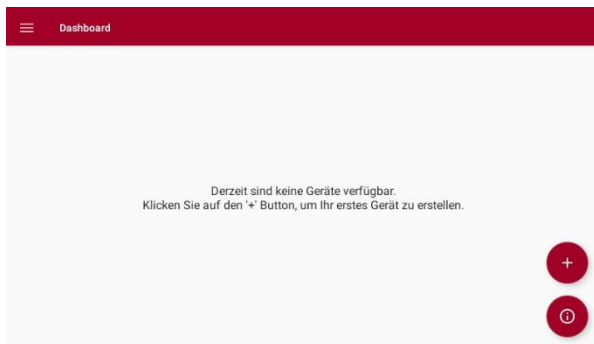 Dashboard
Derzeit sind keine Geräte verfügbar.
Klicken Sie auf den '+' Button, um Ihr erstes Gerät zu erstellen.